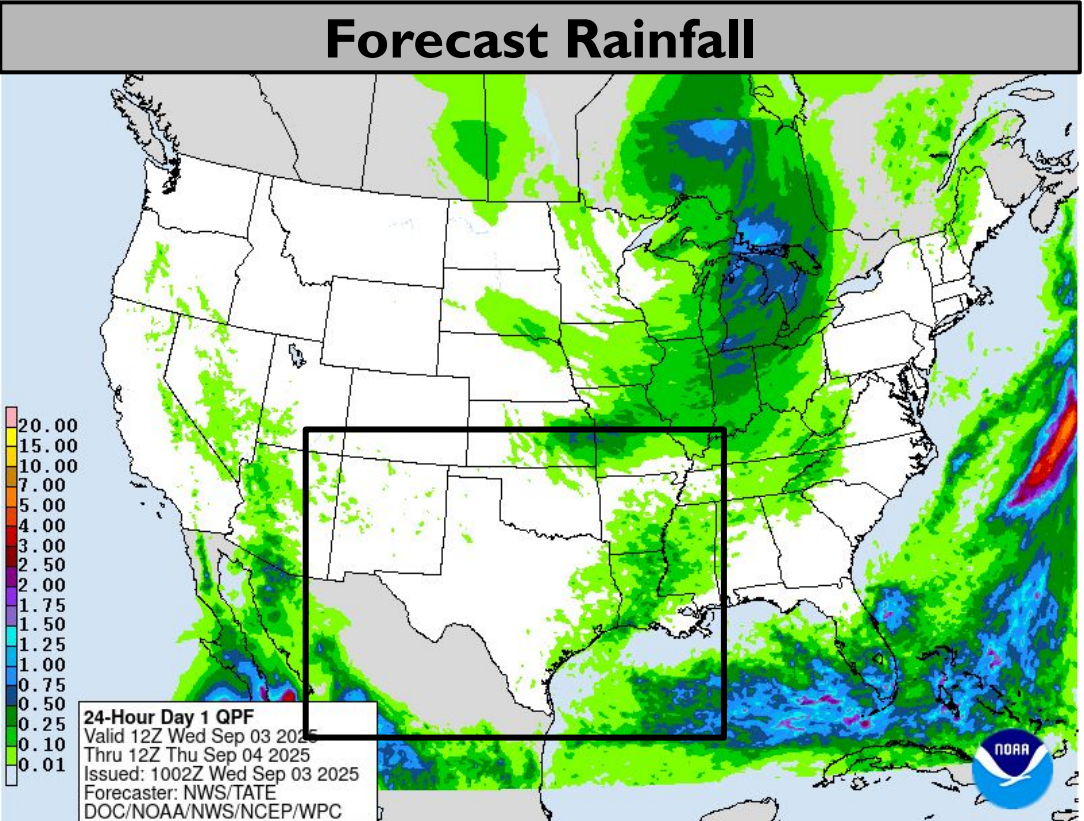 Forecast Rainfall
20.00
15.00
10.00
7.00
5.00
4.00
3.00
2.50
2.00
1.75
1.50
1.25
1.00
0.75
0.50
0.25
0.10
0.01
24-Hour Day 1 QPF
Valid 12Z Wed Sep 03 2025
Thru 12Z Thu Sep 04 2025
Issued: 1002Z Wed Sep 03 2025
Forecaster: NWS/TATE
DOC/NOAA/NWS/NCEP/WPC
NOAA